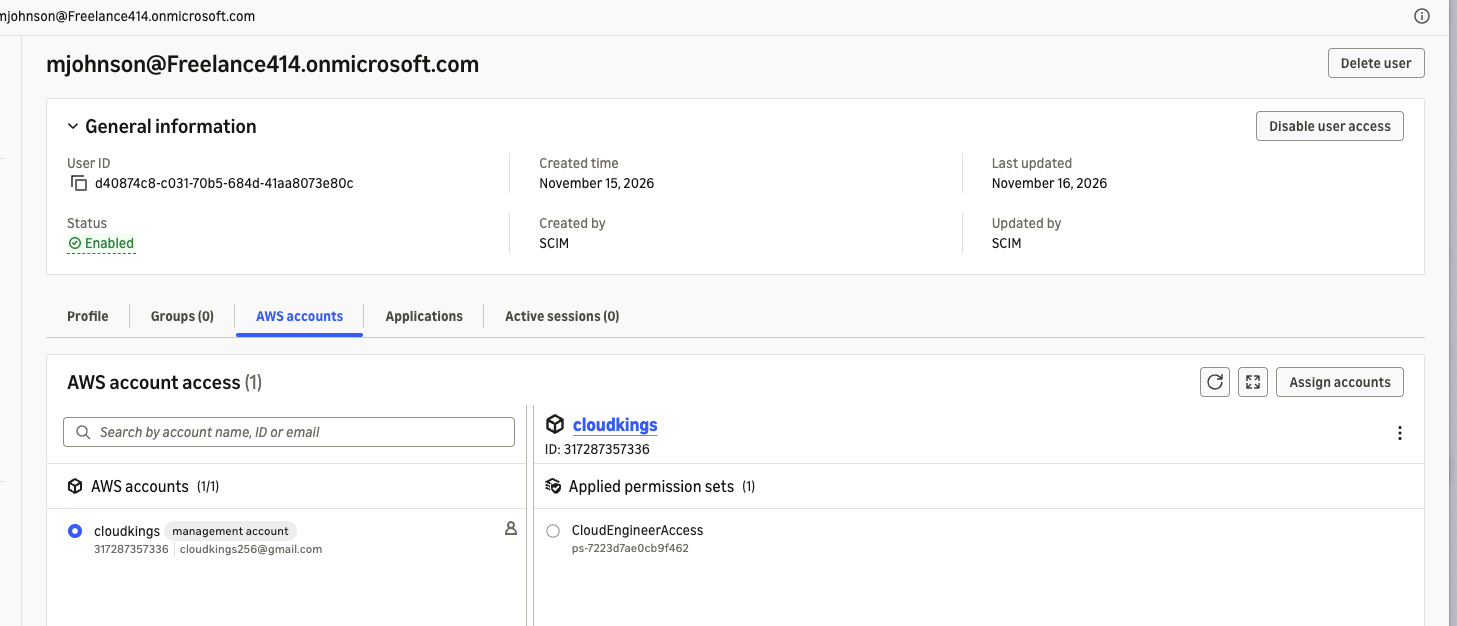 mjohnson@Freelance414.onmicrosoft.com
mjohnson@Freelance414.onmicrosoft.com
Delete user
General information
Disable user access
User ID
Created time
Last updated
d40874c8-c031-70b5-684d-41aa8073e80c
November 15, 2026
November 16, 2026
Status
Created by
Updated by
Enabled
SCIM
SCIM
Profile
Groups (0)
AWS accounts
Applications
Active sessions (0)
AWS account access (1)
Assign accounts
Search by account name, ID or email
cloudkings
ID: 317287357336
AWS accounts (1/1)
Applied permission sets (1)
cloudkings management account
317287357336 cloudkings256@gmail.com
CloudEngineerAccess
ps-7223d7ae0cb9f462